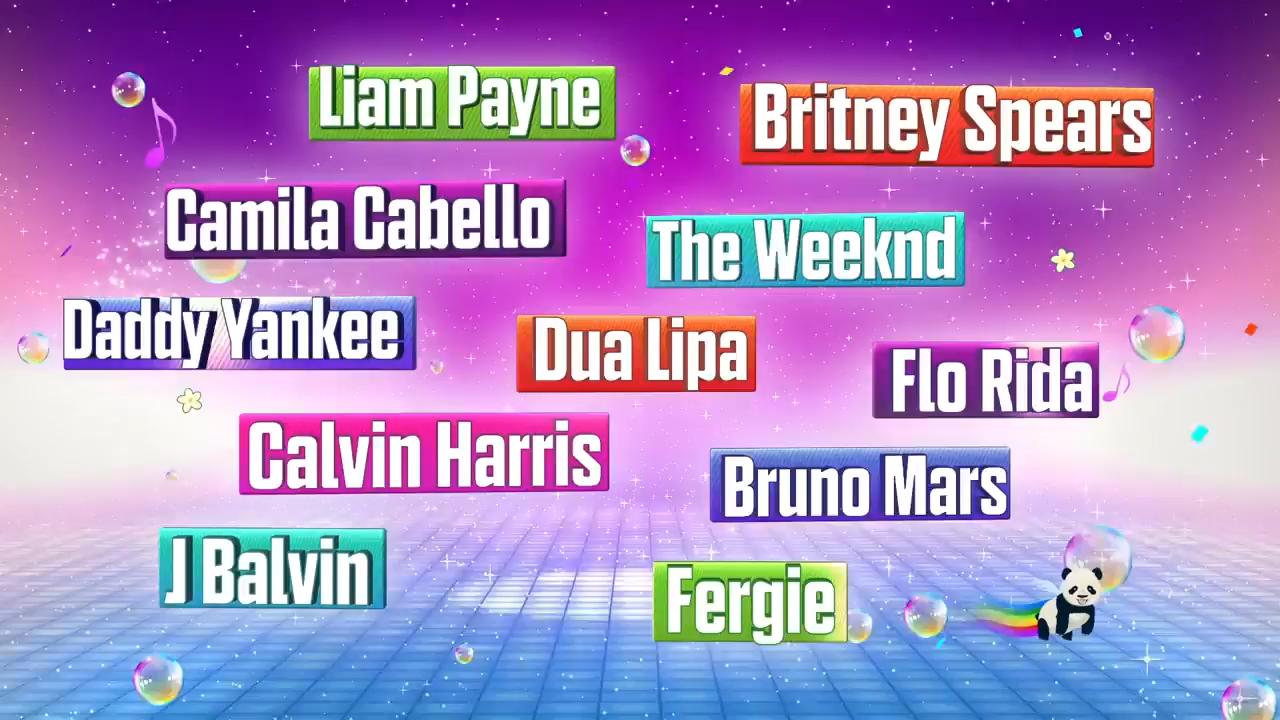 Liam Payne
Britney Spears
Camila Cabello
The Weeknd
Daddy Yankee
Dua Lipa
Flo Rida
Calvin Harris
Bruno Mars
J Balvin
Fergie